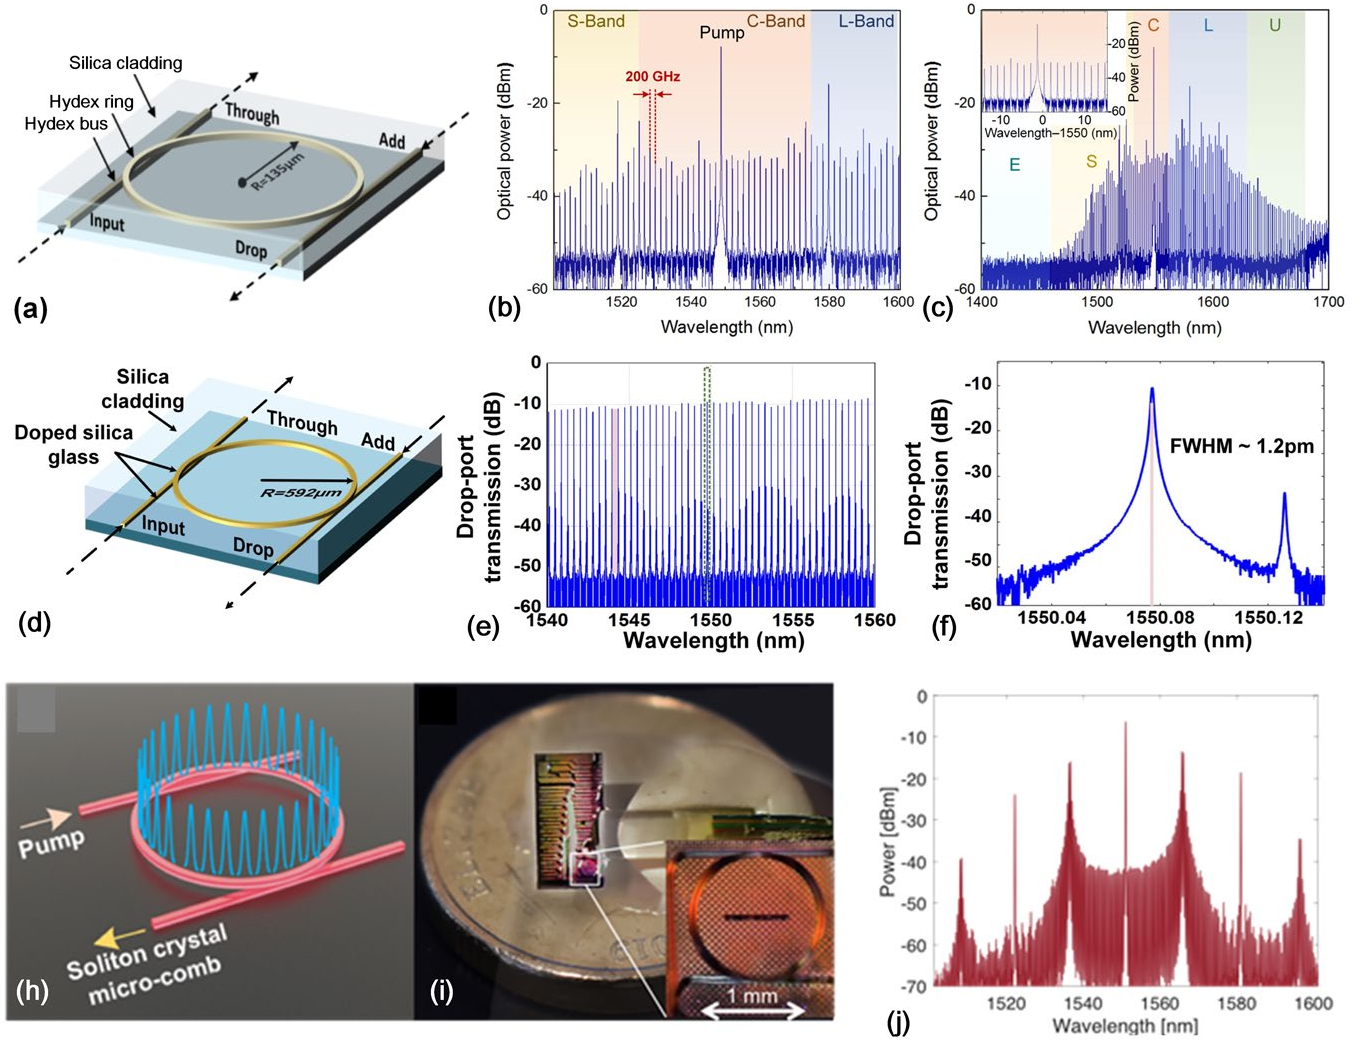 Silica cladding
Hydex ring
Hydex bus
Through
Add
R=135μm
Input
Drop
(a)
0
-20
-40
-60
Optical power (dBm)
S-Band
C-Band
L-Band
Pump
200 GHz
1520
1540
1560
1580
1600
Wavelength (nm)
(b)
0
-20
-40
-60
Optical power (dBm)
C
L
U
E
S
-20
-40
-60
Power (dBm)
-10
0
10
Wavelength–1550 (nm)
1400
1500
1600
1700
Wavelength (nm)
(c)
Silica
cladding
Doped silica
glass
Through
Add
R=592μm
Input
Drop
(d)
0
-10
-20
-30
-40
-50
-60
Drop-port
transmission (dB)
1540
1545
1550
1555
1560
Wavelength (nm)
(e)
-10
-20
-30
-40
-50
-60
Drop-port
transmission (dB)
FWHM ~ 1.2pm
1550.04
1550.08
1550.12
Wavelength (nm)
(f)
Pump
Soliton crystal
micro-comb
(h)
1 mm
(i)
0
-10
-20
-30
-40
-50
-60
-70
Power [dBm]
1520
1540
1560
1580
1600
Wavelength [nm]
(j)